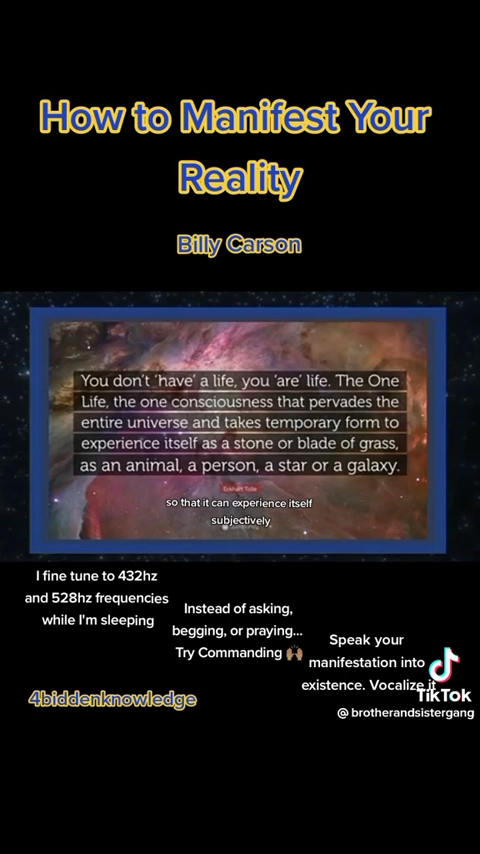 How to Manifest Your
Reality
Billy Carson
You don't 'have' a life, you 'are' life. The One
Life, the one consciousness that pervades the
entire universe and takes temporary form to
experience itself as a stone or blade of grass,
as an animal, a person, a star or a galaxy.
Eckhart Tolle
so that it can experience itself
subjectively
I fine tune to 432hz
and 528hz frequencies
while I'm sleeping
Instead of asking,
begging, or praying...
Try Commanding 🙌🏽
Speak your
manifestation into
existence. Vocalize it
4biddenknowledge
TikTok
@ brotherandsistergang